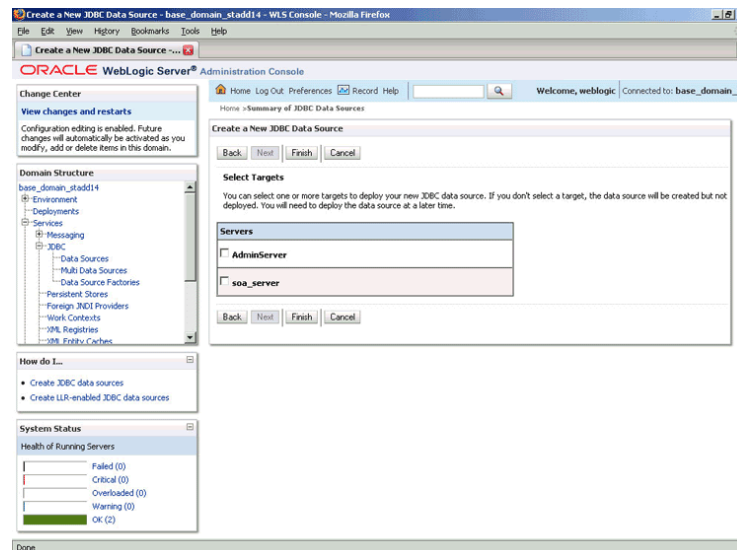 Create a New JDBC Data Source - base_domain_stadd14 - WLS Console - Mozilla Firefox
File Edit View History Bookmarks Tools Help
Create a New JDBC Data Source -...
ORACLE WebLogic Server® Administration Console
Change Center
View changes and restarts
Configuration editing is enabled. Future
changes will automatically be activated as you
modify, add or delete items in this domain.
Domain Structure
base_domain_stadd14
Environment
Deployments
Services
Messaging
JDBC
Data Sources
Multi Data Sources
Data Source Factories
Persistent Stores
Foreign JNDI Providers
Work Contexts
XML Registries
XML Entity Caches
How do I...
Create JDBC data sources
Create LLR-enabled JDBC data sources
System Status
Health of Running Servers
Failed (0)
Critical (0)
Overloaded (0)
Warning (0)
OK (2)
Home Log Out Preferences Record Help
Welcome, weblogic Connected to: base_domain_
Home >Summary of JDBC Data Sources
Create a New JDBC Data Source
Back Next Finish Cancel
Select Targets
You can select one or more targets to deploy your new JDBC data source. If you don't select a target, the data source will be created but not
deployed. You will need to deploy the data source at a later time.
Servers
AdminServer
soa_server
Back Next Finish Cancel
Done